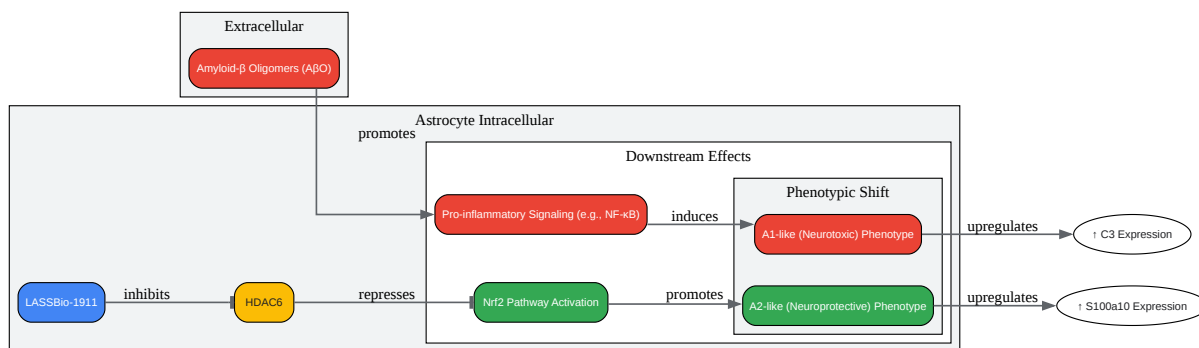 Extracellular
Amyloid-β Oligomers (AβO)
Astrocyte Intracellular
promotes
Downstream Effects
Phenotypic Shift
Pro-inflammatory Signaling (e.g., NF-κB)
induces
A1-like (Neurotoxic) Phenotype
upregulates
↑ C3 Expression
LASSBio-1911
inhibits
HDAC6
represses
Nrf2 Pathway Activation
promotes
A2-like (Neuroprotective) Phenotype
upregulates
↑ S100a10 Expression